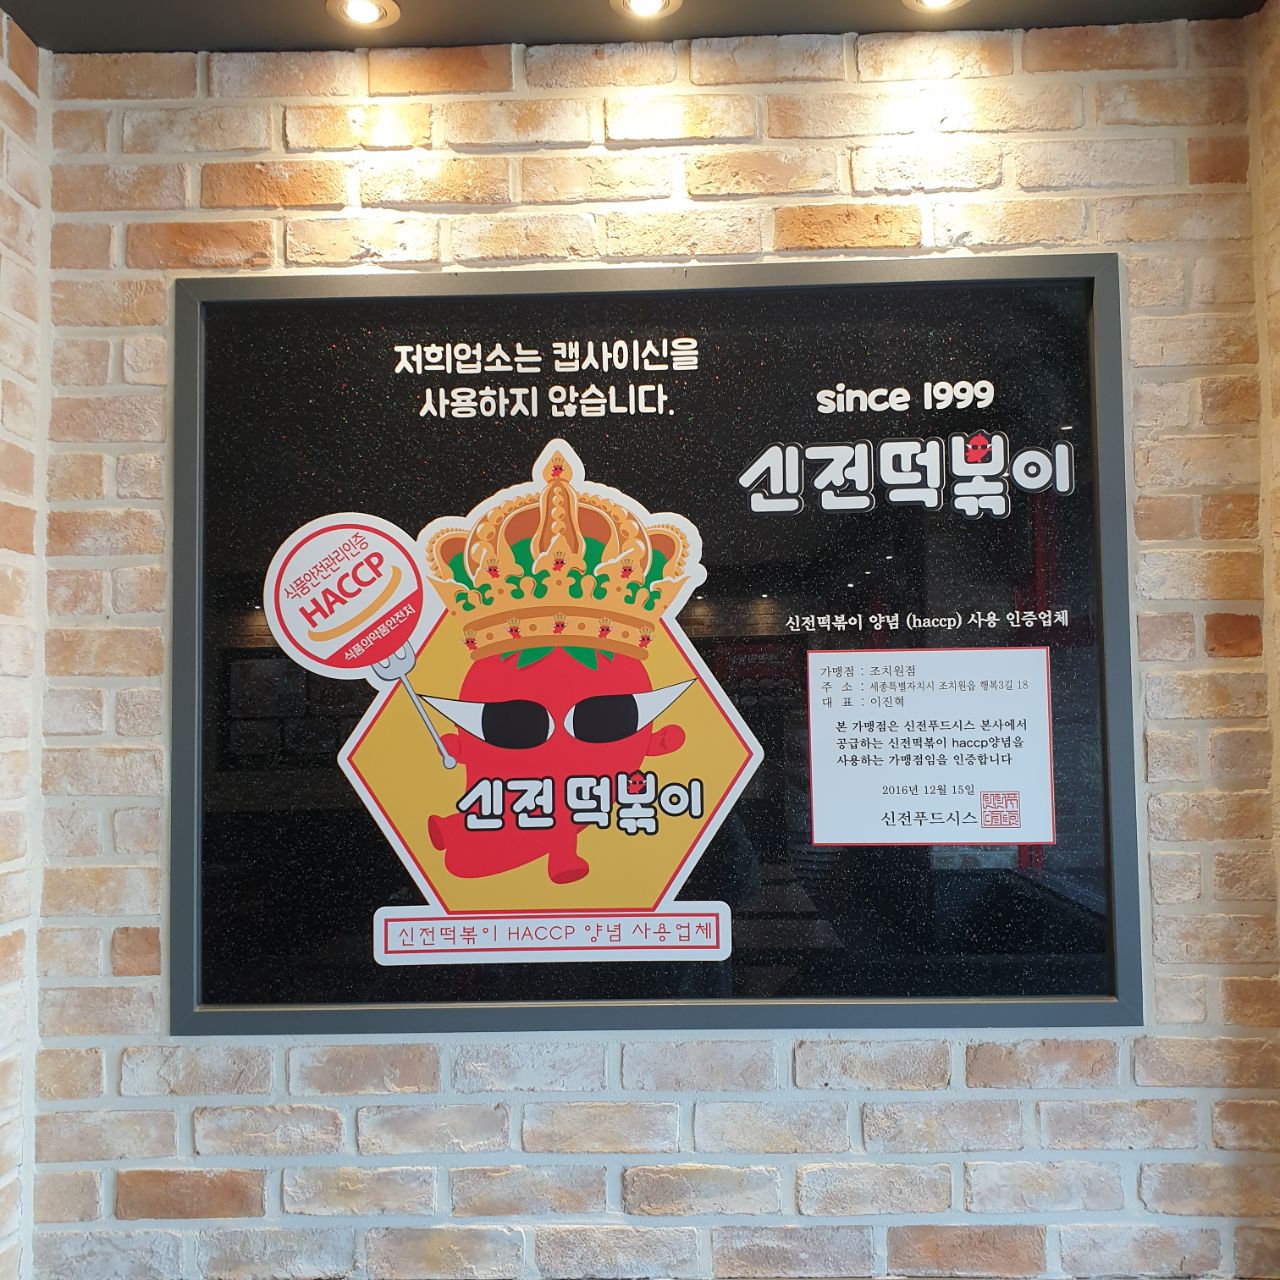 저희업소는 캡사이신을
사용하지 않습니다.
since 1999
신전떡볶이
식품안전관리인증
HACCP
식품의약품안전처
신전떡볶이
신전떡볶이 HACCP 양념 사용업체
신전떡볶이 양념 (haccp) 사용 인증업체
가맹점 : 조치원점
주 소 : 세종특별자치시 조치원읍 행복3길 18
대 표 : 이진혁
본 가맹점은 신전푸드시스 본사에서
공급하는 신전떡볶이 haccp양념을
사용하는 가맹점임을 인증합니다
2016년 12월 15일
신전푸드시스